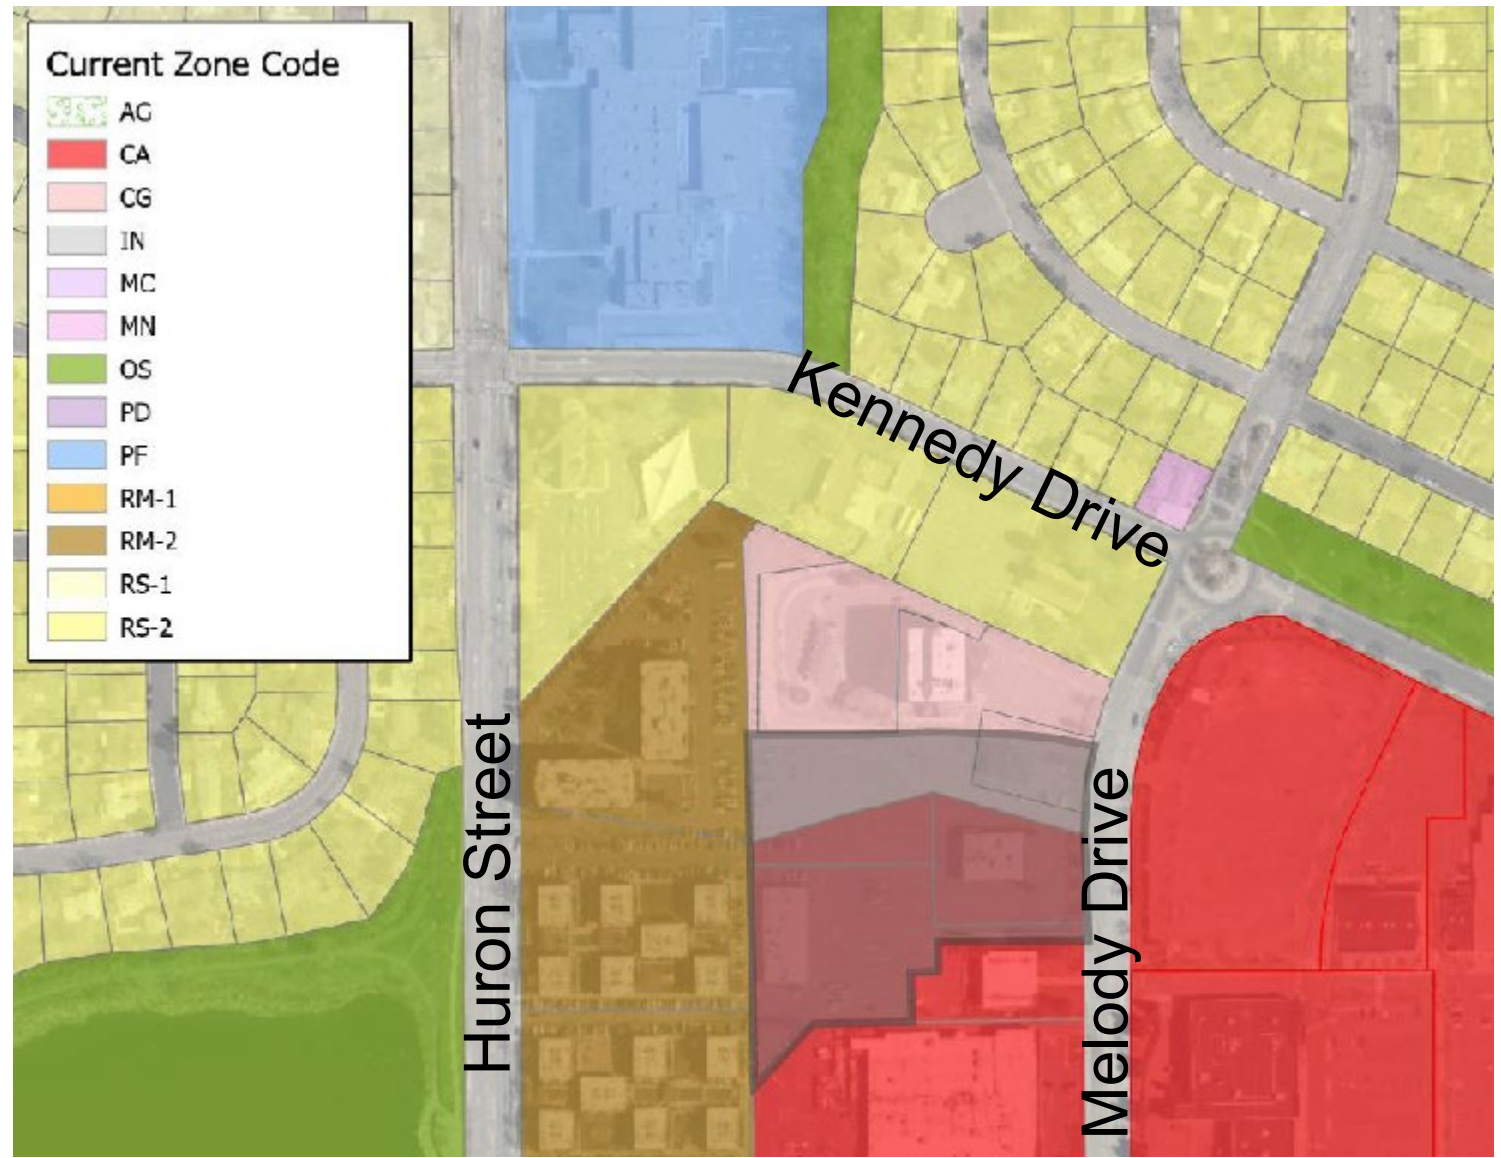 Current Zone Code
AG
CA
CG
IN
MC
MN
OS
PD
PF
RM-1
RM-2
RS-1
RS-2
Kennedy Drive
Huron Street
Melody Drive